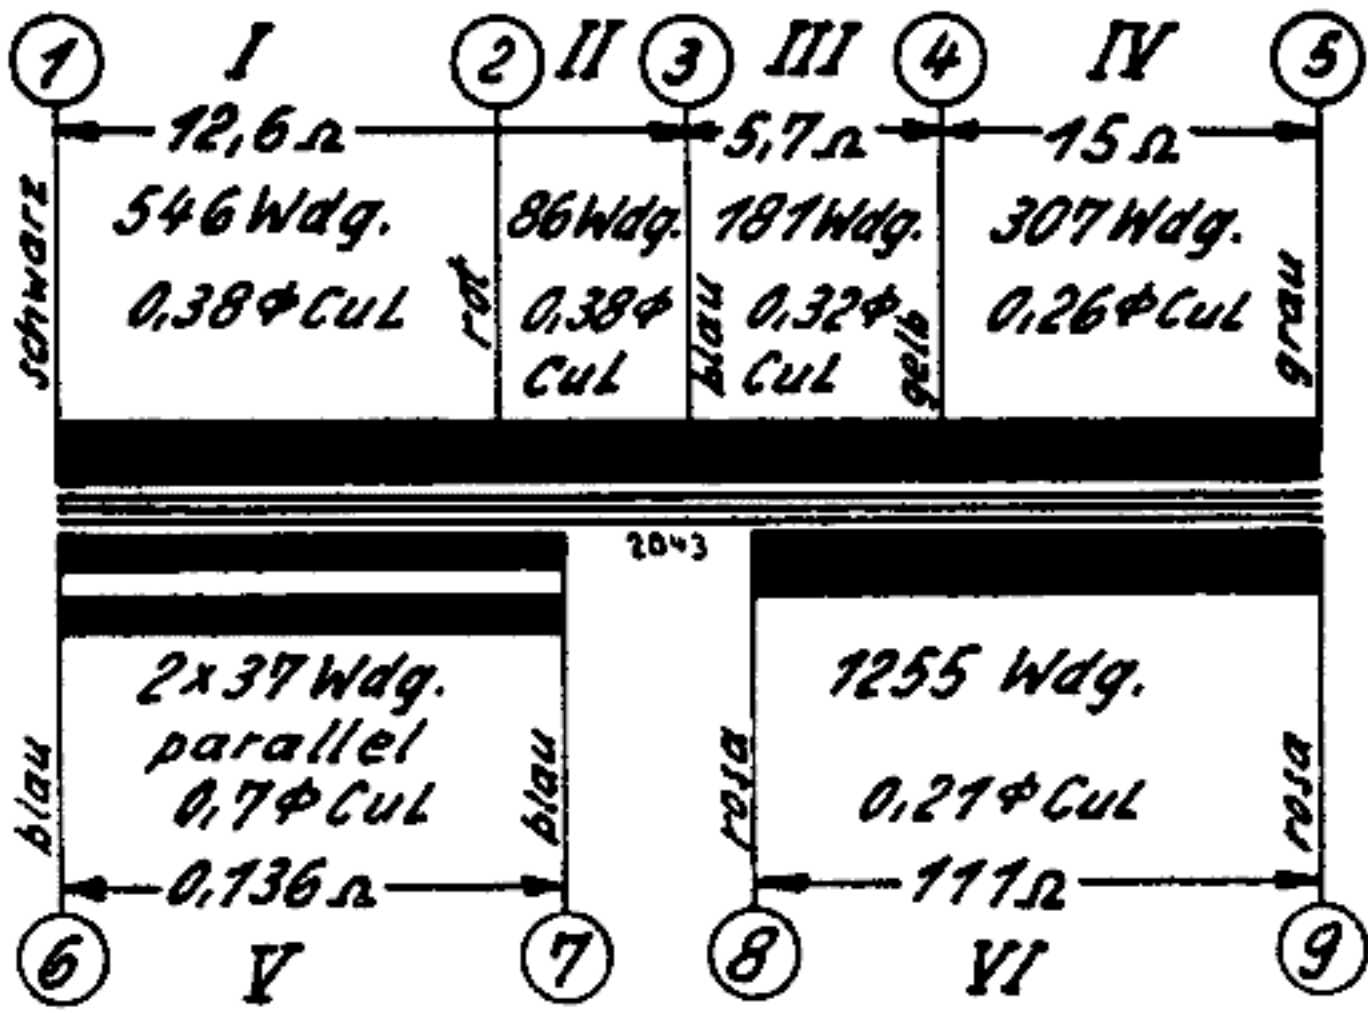 1 I 2 II 3 III 4 IV 5
12,6 Ω 5,7 Ω 15 Ω
546 Wdg. 86 Wdg. 181 Wdg. 307 Wdg.
0,38 ϕ CuL 0,38 ϕ 0,32 ϕ 0,26 ϕ CuL
CuL CuL
schwarz rot blau gelb grau
2043
2x37 Wdg. 1255 Wdg.
parallel
0,7 ϕ CuL 0,21 ϕ CuL
blau blau rosa rosa
0,136 Ω 111 Ω
6 V 7 8 VI 9